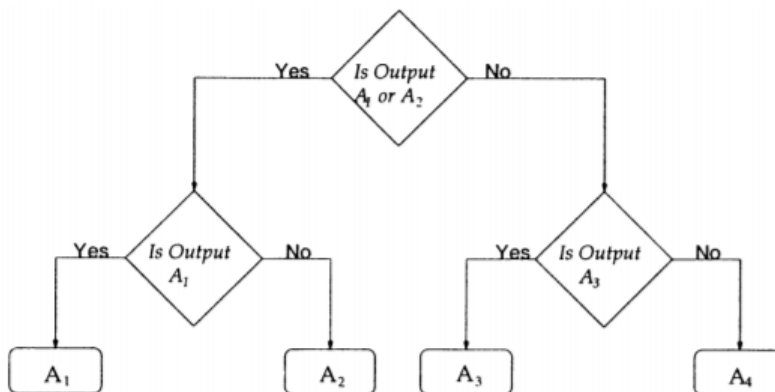 Yes
Is Output
A₁ or A₂
No
Yes
Is Output
A₁
No
Yes
Is Output
A₃
No
A₁
A₂
A₃
A₄